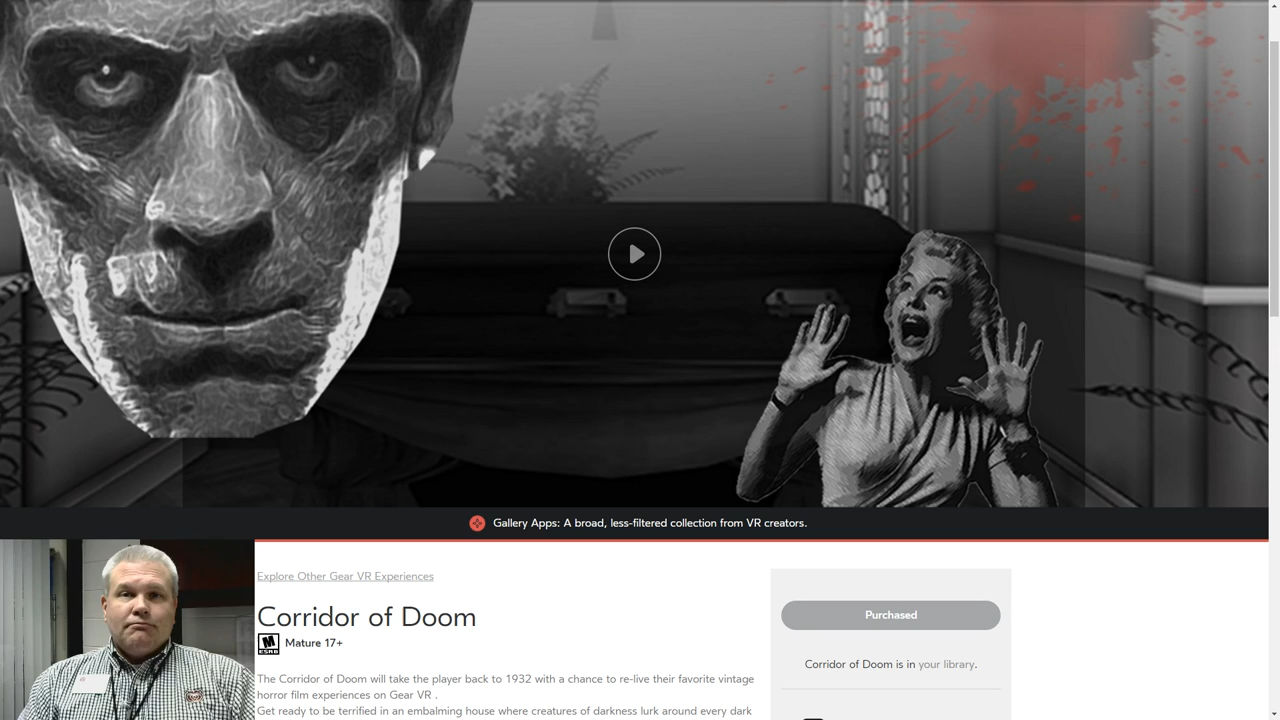 Gallery Apps: A broad, less-filtered collection from VR creators.
Explore Other Gear VR Experiences
Corridor of Doom
M
ESRB
Mature 17+
The Corridor of Doom will take the player back to 1932 with a chance to re-live their favorite vintage
horror film experiences on Gear VR .
Get ready to be terrified in an embalming house where creatures of darkness lurk around every dark
Purchased
Corridor of Doom is in your library.